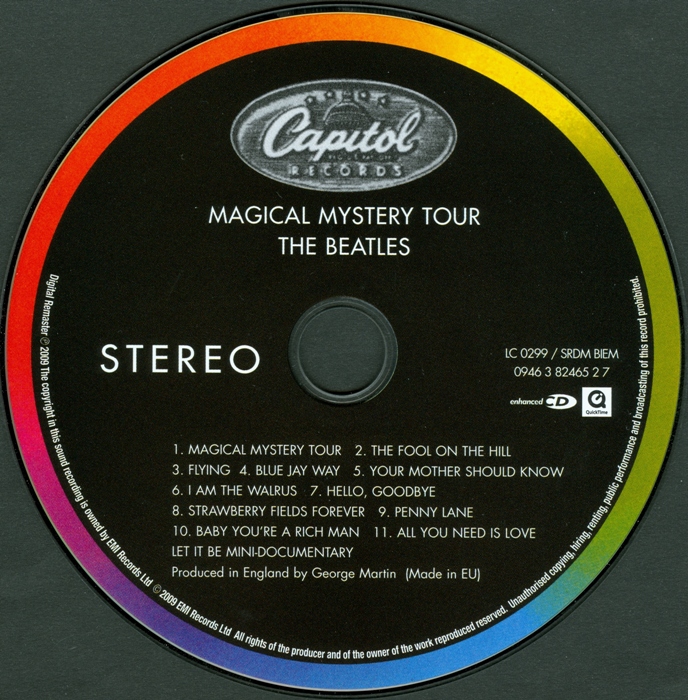 Capitol
RECORDS
MAGICAL MYSTERY TOUR
THE BEATLES
STEREO
LC 0299 / SRDM BIEM
0946 3 82465 2 7
enhanced CD
QuickTime
1. MAGICAL MYSTERY TOUR 2. THE FOOL ON THE HILL
3. FLYING 4. BLUE JAY WAY 5. YOUR MOTHER SHOULD KNOW
6. I AM THE WALRUS 7. HELLO, GOODBYE
8. STRAWBERRY FIELDS FOREVER 9. PENNY LANE
10. BABY YOU'RE A RICH MAN 11. ALL YOU NEED IS LOVE
LET IT BE MINI-DOCUMENTARY
Produced in England by George Martin (Made in EU)
Digital Remaster ℗ 2009 The copyright in this sound recording is owned by EMI Records Ltd © 2009 EMI Records Ltd All rights of the producer and of the owner of the work reproduced reserved. Unauthorised copying, hiring, renting, public performance and broadcasting of this record prohibited.